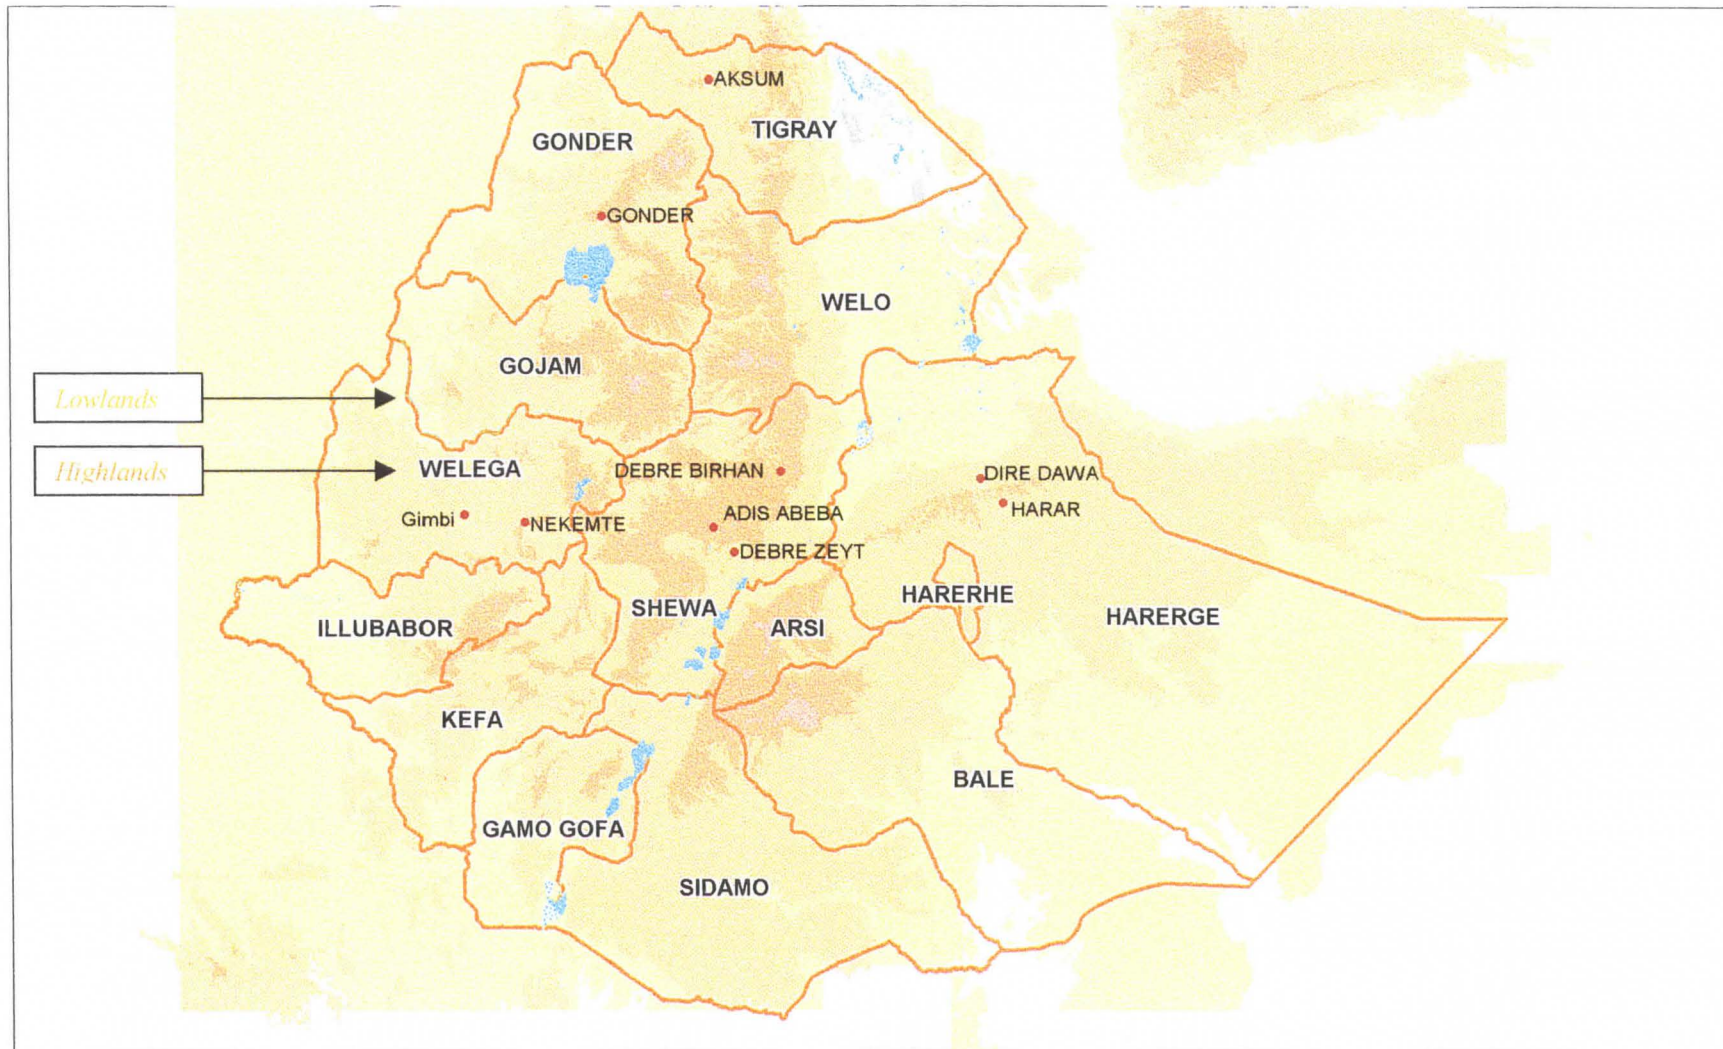 AKSUM
TIGRAY
GONDER
GONDER
WELO
GOJAM
Lowlands
Highlands
WELEGA
DEBRE BIRHAN
DIRE DAWA
HARAR
Gimbi
NEKEMTE
ADIS ABEBA
DEBRE ZEYT
HARERHE
SHEWA
ARSI
HARERGE
ILLUBABOR
KEFA
BALE
GAMO GOFA
SIDAMO